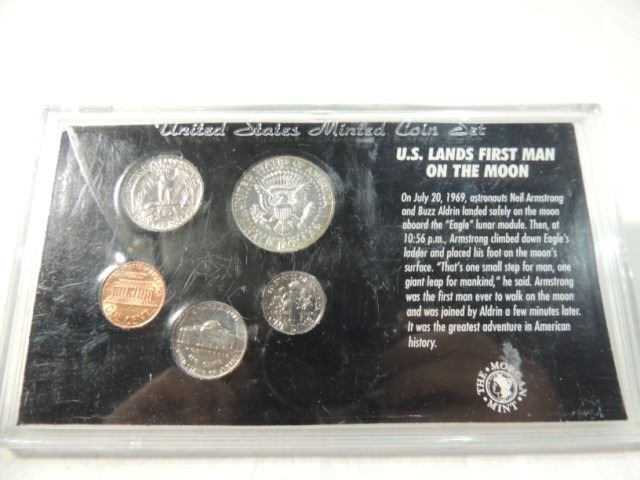 United States Minted Coin Set
U.S. LANDS FIRST MAN
ON THE MOON
On July 20, 1969, astronauts Neil Armstrong
and Buzz Aldrin landed safely on the moon
aboard the "Eagle" lunar module. Then, at
10:56 p.m., Armstrong climbed down Eagle's
ladder and placed his foot on the moon's
surface. "That's one small step for man, one
giant leap for mankind," he said. Armstrong
was the first man ever to walk on the moon
and was joined by Aldrin a few minutes later.
It was the greatest adventure in American
history.
THE MORGAN
MINT